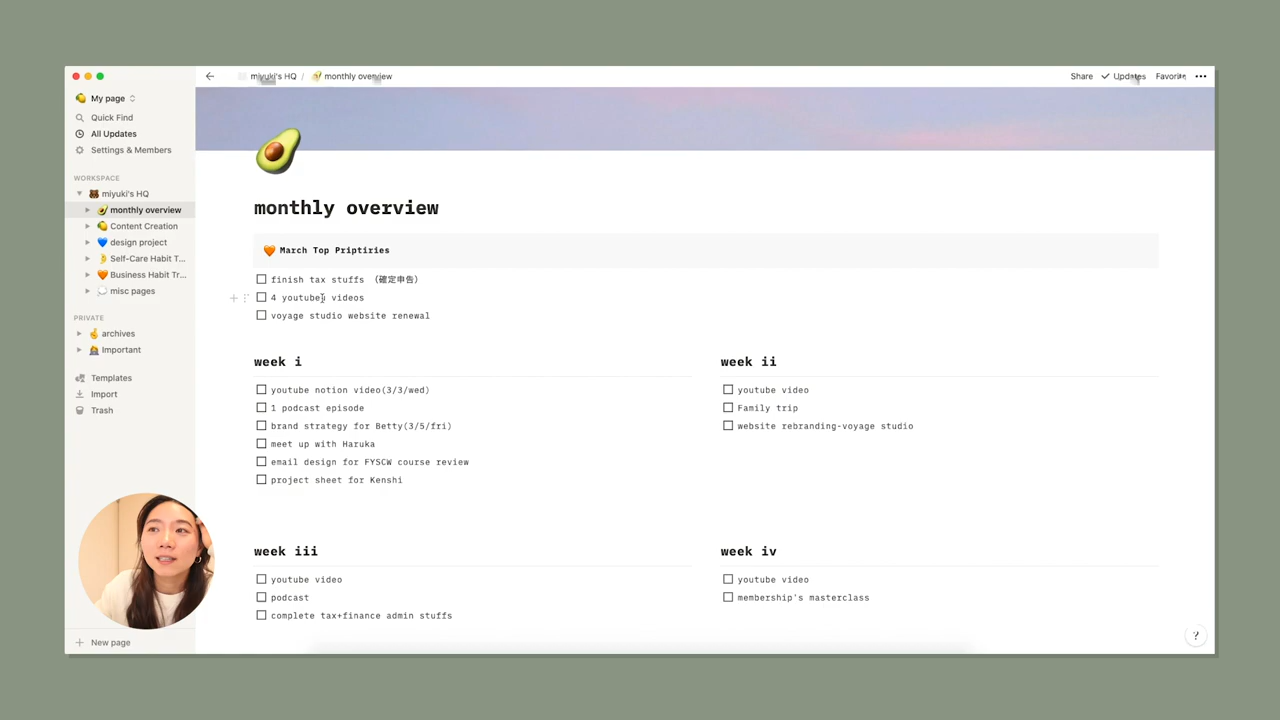 miyuki's HQ / monthly overview
Share Updates Favorite
My page
Quick Find
All Updates
Settings & Members
WORKSPACE
miyuki's HQ
monthly overview
Content Creation
design project
Self-Care Habit T...
Business Habit Tr...
misc pages
PRIVATE
archives
Important
Templates
Import
Trash
New page
monthly overview
March Top Priptiries
finish tax stuffs （確定申告）
4 youtube videos
voyage studio website renewal
week i
youtube notion video(3/3/wed)
1 podcast episode
brand strategy for Betty(3/5/fri)
meet up with Haruka
email design for FYSCW course review
project sheet for Kenshi
week ii
youtube video
Family trip
website rebranding-voyage studio
week iii
youtube video
podcast
complete tax+finance admin stuffs
week iv
youtube video
membership's masterclass
?